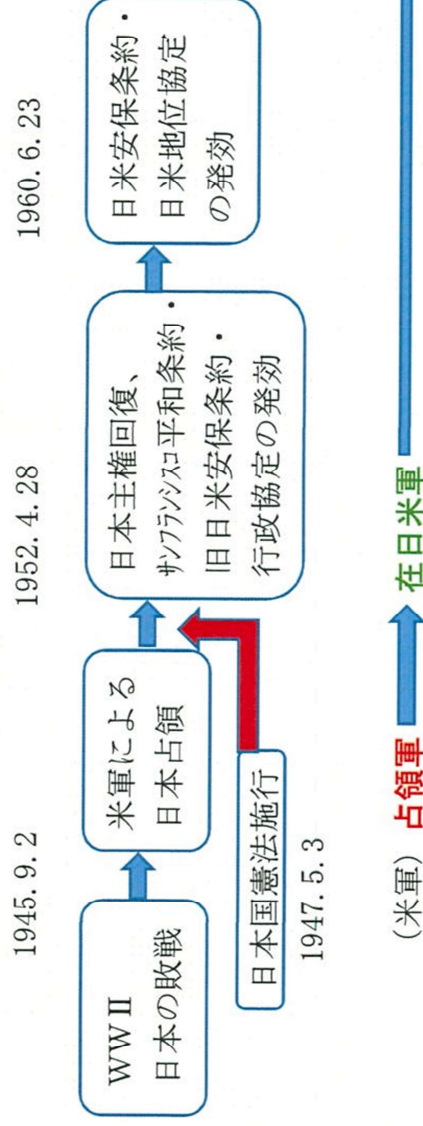 1945. 9. 2
1952. 4. 28
1960. 6. 23
WWⅡ
日本の敗戦
米軍による
日本占領
日本主権回復、
ｻﾝﾌﾗﾝｼｽｺ平和条約・
旧日米安保条約・
行政協定の発効
日米安保条約・
日米地位協定
の発効
日本国憲法施行
1947. 5. 3
(米軍) 占領軍 在日米軍